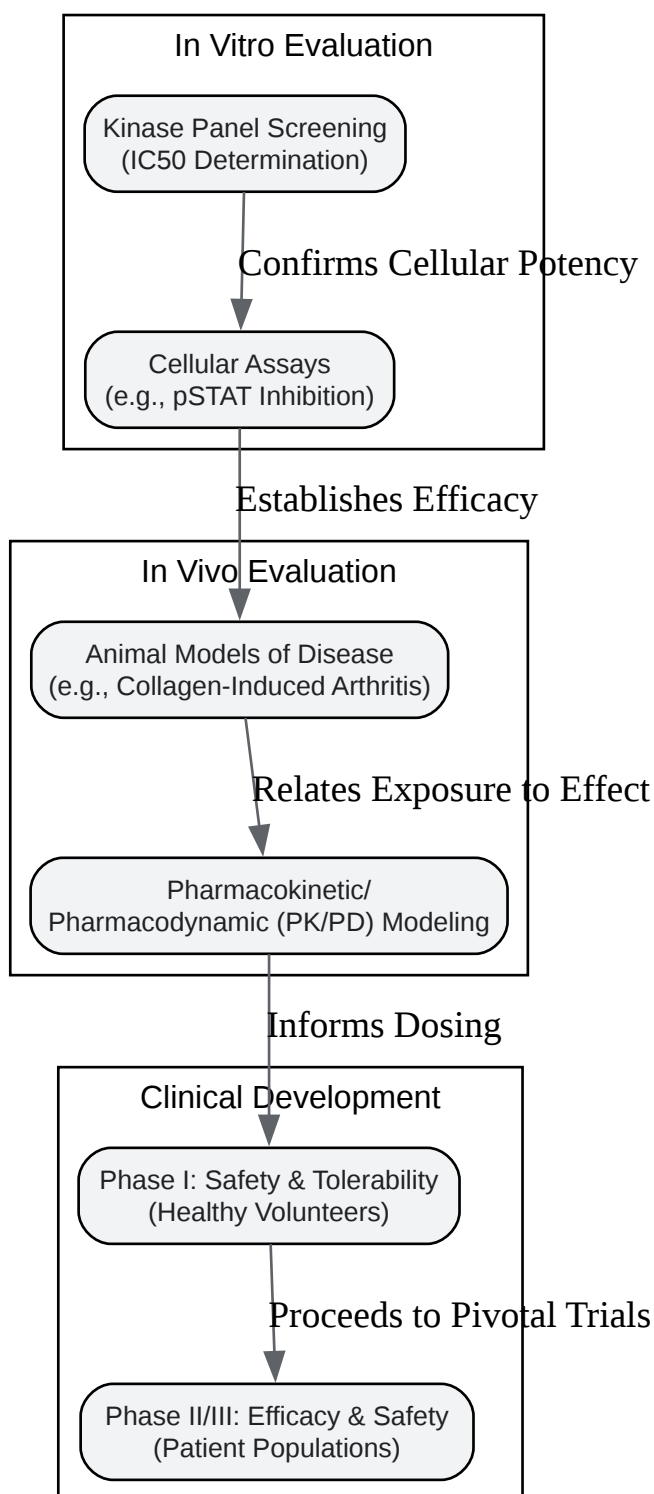 In Vitro Evaluation
Kinase Panel Screening
(IC50 Determination)
Confirms Cellular Potency
Cellular Assays
(e.g., pSTAT Inhibition)
Establishes Efficacy
In Vivo Evaluation
Animal Models of Disease
(e.g., Collagen-Induced Arthritis)
Relates Exposure to Effect
Pharmacokinetic/
Pharmacodynamic (PK/PD) Modeling
Informs Dosing
Clinical Development
Phase I: Safety & Tolerability
(Healthy Volunteers)
Proceeds to Pivotal Trials
Phase II/III: Efficacy & Safety
(Patient Populations)